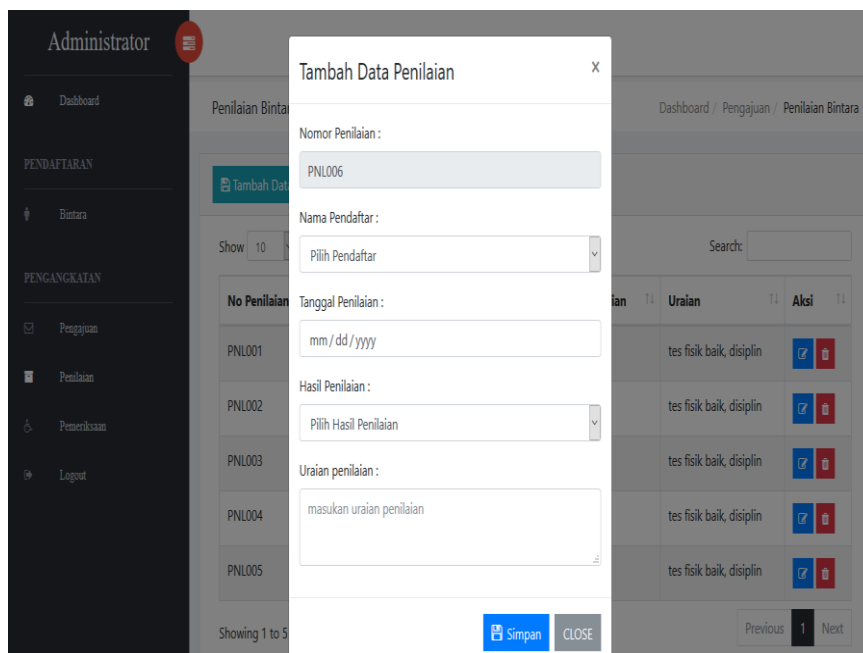 Administrator
Dashboard
PENDAFTARAN
Bintara
PENGANGKATAN
Pengajuan
Penilaian
Pemeriksaan
Logout
Penilaian
Dashboard / Pengajuan / Penilaian Bintara
Tambah
Show 10
Search:
No Penilaian
Uraian
Aksi
PNL001
tes fisik baik, disiplin
PNL002
tes fisik baik, disiplin
PNL003
tes fisik baik, disiplin
PNL004
tes fisik baik, disiplin
PNL005
tes fisik baik, disiplin
Showing 1 to 5
Previous 1 Next
Tambah Data Penilaian x
Nomor Penilaian :
PNL006
Nama Pendaftar :
Pilih Pendaftar
Tanggal Penilaian :
mm/dd/yyyy
Hasil Penilaian :
Pilih Hasil Penilaian
Uraian penilaian :
masukan uraian penilaian
Simpan CLOSE